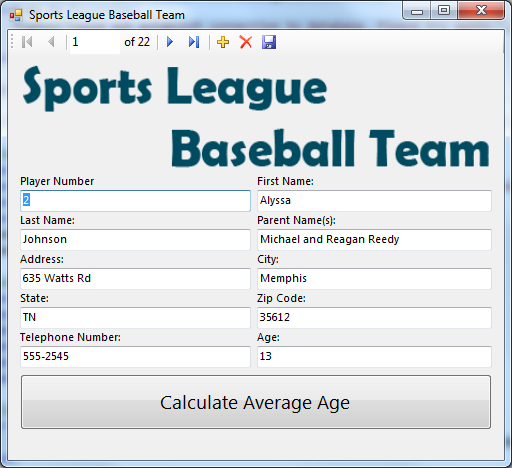 Sports League Baseball Team
1 of 22
Sports League
Baseball Team
Player Number First Name:
2 Alyssa
Last Name: Parent Name(s):
Johnson Michael and Reagan Reedy
Address: City:
635 Watts Rd Memphis
State: Zip Code:
TN 35612
Telephone Number: Age:
555-2545 13
Calculate Average Age